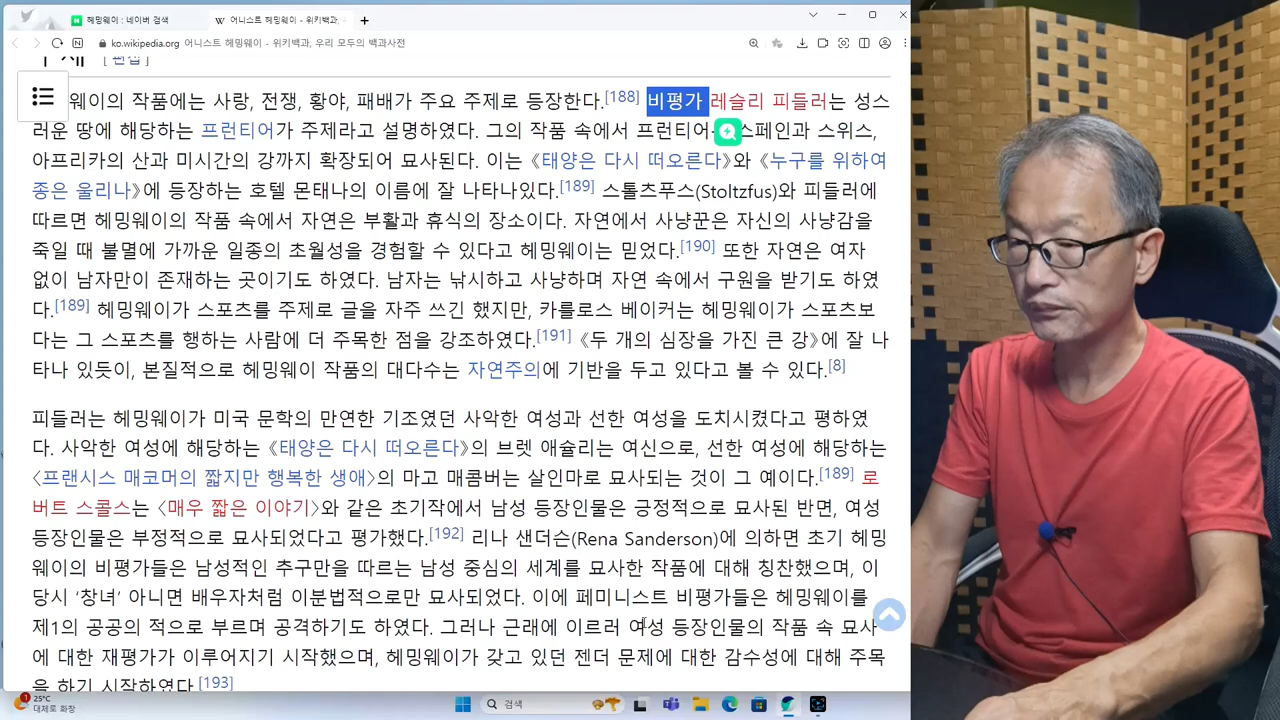 헤밍웨이 : 네이버 검색
어니스트 헤밍웨이 - 위키백과,
ko.wikipedia.org 어니스트 헤밍웨이 - 위키백과, 우리 모두의 백과사전
[ 편집 ]
웨이의 작품에는 사랑, 전쟁, 황야, 패배가 주요 주제로 등장한다.[188] 비평가 레슬리 피들러는 성스
러운 땅에 해당하는 프런티어가 주제라고 설명하였다. 그의 작품 속에서 프런티어 스페인과 스위스,
아프리카의 산과 미시간의 강까지 확장되어 묘사된다. 이는 《태양은 다시 떠오른다》와 《누구를 위하여
종은 울리나》에 등장하는 호텔 몬태나의 이름에 잘 나타나있다.[189] 스톨츠푸스(Stoltzfus)와 피들러에
따르면 헤밍웨이의 작품 속에서 자연은 부활과 휴식의 장소이다. 자연에서 사냥꾼은 자신의 사냥감을
죽일 때 불멸에 가까운 일종의 초월성을 경험할 수 있다고 헤밍웨이는 믿었다.[190] 또한 자연은 여자
없이 남자만이 존재하는 곳이기도 하였다. 남자는 낚시하고 사냥하며 자연 속에서 구원을 받기도 하였
다.[189] 헤밍웨이가 스포츠를 주제로 글을 자주 쓰긴 했지만, 카를로스 베이커는 헤밍웨이가 스포츠보
다는 그 스포츠를 행하는 사람에 더 주목한 점을 강조하였다.[191] 《두 개의 심장을 가진 큰 강》에 잘 나
타나 있듯이, 본질적으로 헤밍웨이 작품의 대다수는 자연주의에 기반을 두고 있다고 볼 수 있다.[8]
피들러는 헤밍웨이가 미국 문학의 만연한 기조였던 사악한 여성과 선한 여성을 도치시켰다고 평하였
다. 사악한 여성에 해당하는 《태양은 다시 떠오른다》의 브렛 애슐리는 여신으로, 선한 여성에 해당하는
〈프랜시스 매코머의 짧지만 행복한 생애〉의 마고 매콤버는 살인마로 묘사되는 것이 그 예이다.[189] 로
버트 스콜스는 〈매우 짧은 이야기〉와 같은 초기작에서 남성 등장인물은 긍정적으로 묘사된 반면, 여성
등장인물은 부정적으로 묘사되었다고 평가했다.[192] 리나 샌더슨(Rena Sanderson)에 의하면 초기 헤밍
웨이의 비평가들은 남성적인 추구만을 따르는 남성 중심의 세계를 묘사한 작품에 대해 칭찬했으며, 이
당시 ‘창녀’ 아니면 배우자처럼 이분법적으로만 묘사되었다. 이에 페미니스트 비평가들은 헤밍웨이를
제1의 공공의 적으로 부르며 공격하기도 하였다. 그러나 근래에 이르러 여성 등장인물의 작품 속 묘사
에 대한 재평가가 이루어지기 시작했으며, 헤밍웨이가 갖고 있던 젠더 문제에 대한 감수성에 대해 주목
을 하기 시작하였다.[193]
25°C
대체로 화창
검색